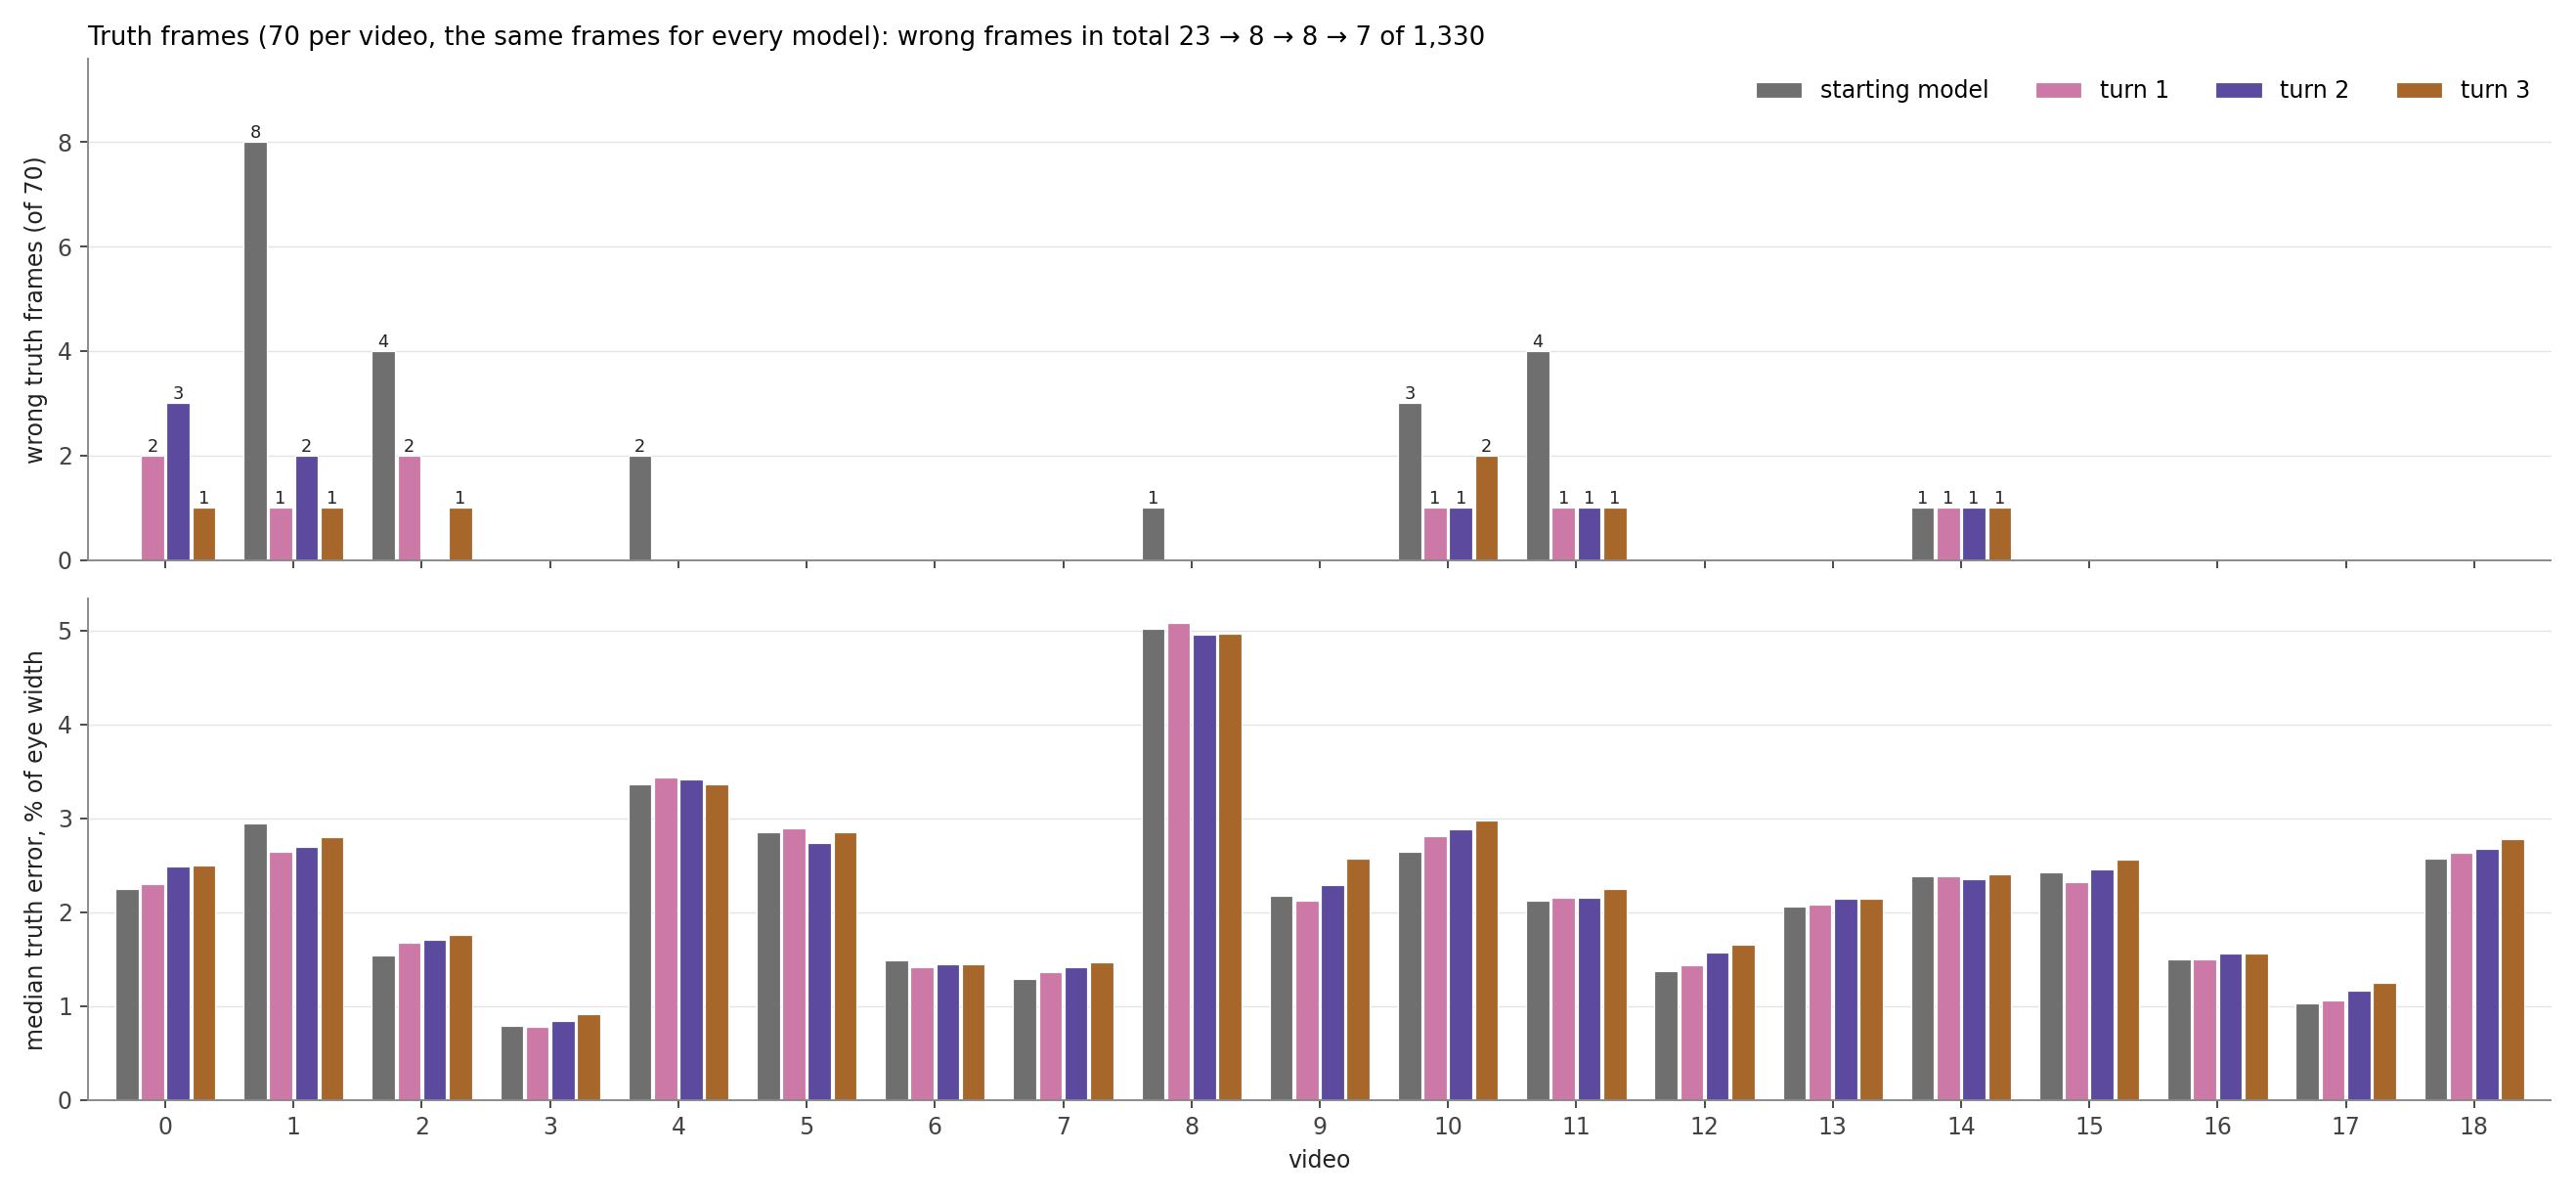 Truth frames (70 per video, the same frames for every model): wrong frames in total 23 → 8 → 8 → 7 of 1,330
starting model turn 1 turn 2 turn 3
wrong truth frames (of 70)
8
6
4
2
0
2 3 1
8 1 2 1
4 2 1
2
1
3 1 1 2
4 1 1 1
1 1 1 1
median truth error, % of eye width
5
4
3
2
1
0
0 1 2 3 4 5 6 7 8 9 10 11 12 13 14 15 16 17 18
video